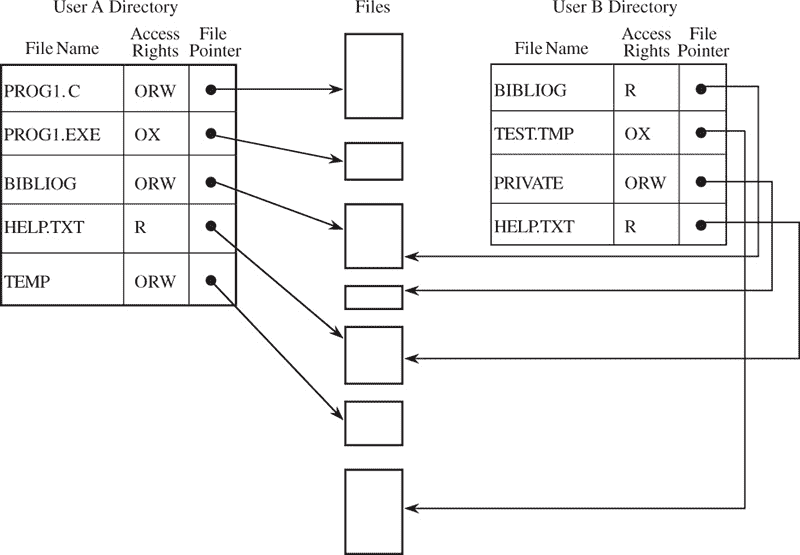 User A Directory
File Name Access Rights File Pointer
PROG1. C ORW
PROG1.EXE OX
BIBLIOG ORW
HELP.TXT R
TEMP ORW
Files
User B Directory
File Name Access Rights File Pointer
BIBLIOG R
TEST.TMP OX
PRIVATE ORW
HELP.TXT R